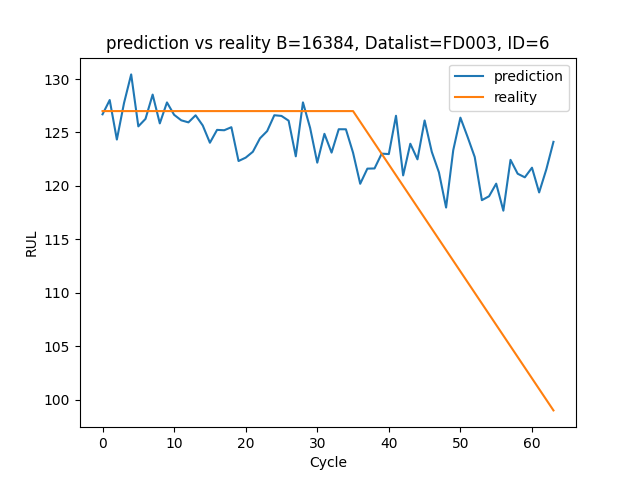 prediction vs reality B=16384, Datalist=FD003, ID=6
prediction
reality
RUL
130
125
120
115
110
105
100
0 10 20 30 40 50 60
Cycle